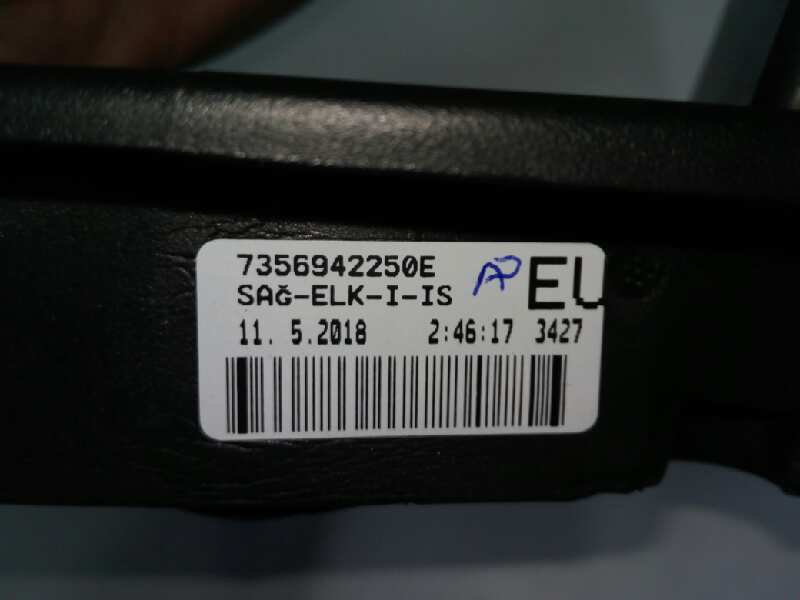 7356942250E
SAĞ-ELK-I-IS
EU
11. 5.2018 2:46:17 3427